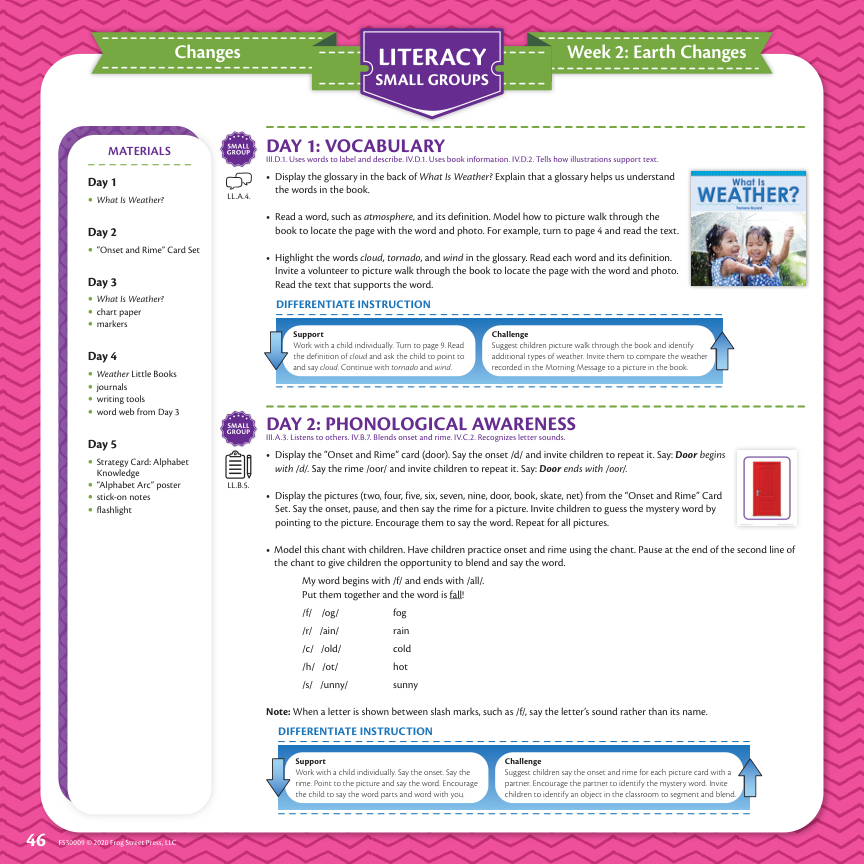 Changes
LITERACY
SMALL GROUPS
Week 2: Earth Changes
MATERIALS
Day 1
• What Is Weather?
Day 2
• “Onset and Rime” Card Set
Day 3
• What Is Weather?
• chart paper
• markers
Day 4
• Weather Little Books
• journals
• writing tools
• word web from Day 3
Day 5
• Strategy Card: Alphabet
Knowledge
• “Alphabet Arc” poster
• stick-on notes
• flashlight
SMALL
GROUP
LL.A.4.
DAY 1: VOCABULARY
III.D.1. Uses words to label and describe. IV.D.1. Uses book information. IV.D.2. Tells how illustrations support text.
• Display the glossary in the back of What Is Weather? Explain that a glossary helps us understand
the words in the book.
• Read a word, such as atmosphere, and its definition. Model how to picture walk through the
book to locate the page with the word and photo. For example, turn to page 4 and read the text.
• Highlight the words cloud, tornado, and wind in the glossary. Read each word and its definition.
Invite a volunteer to picture walk through the book to locate the page with the word and photo.
Read the text that supports the word.
What Is
WEATHER?
DIFFERENTIATE INSTRUCTION
Support
Work with a child individually. Turn to page 9. Read
the definition of cloud and ask the child to point to
and say cloud. Continue with tornado and wind.
Challenge
Suggest children picture walk through the book and identify
additional types of weather. Invite them to compare the weather
recorded in the Morning Message to a picture in the book.
SMALL
GROUP
LL.B.5.
DAY 2: PHONOLOGICAL AWARENESS
III.A.3. Listens to others. IV.B.7. Blends onset and rime. IV.C.2. Recognizes letter sounds.
• Display the “Onset and Rime” card (door). Say the onset /d/ and invite children to repeat it. Say: Door begins
with /d/. Say the rime /oor/ and invite children to repeat it. Say: Door ends with /oor/.
• Display the pictures (two, four, five, six, seven, nine, door, book, skate, net) from the “Onset and Rime” Card
Set. Say the onset, pause, and then say the rime for a picture. Invite children to guess the mystery word by
pointing to the picture. Encourage them to say the word. Repeat for all pictures.
• Model this chant with children. Have children practice onset and rime using the chant. Pause at the end of the second line of
the chant to give children the opportunity to blend and say the word.
My word begins with /f/ and ends with /all/.
Put them together and the word is fall!
/f/ /og/ fog
/r/ /ain/ rain
/c/ /old/ cold
/h/ /ot/ hot
/s/ /unny/ sunny
Note: When a letter is shown between slash marks, such as /f/, say the letter’s sound rather than its name.
DIFFERENTIATE INSTRUCTION
Support
Work with a child individually. Say the onset. Say the
rime. Point to the picture and say the word. Encourage
the child to say the word parts and word with you.
Challenge
Suggest children say the onset and rime for each picture card with a
partner. Encourage the partner to identify the mystery word. Invite
children to identify an object in the classroom to segment and blend.
46
FS30009 © 2020 Frog Street Press, LLC